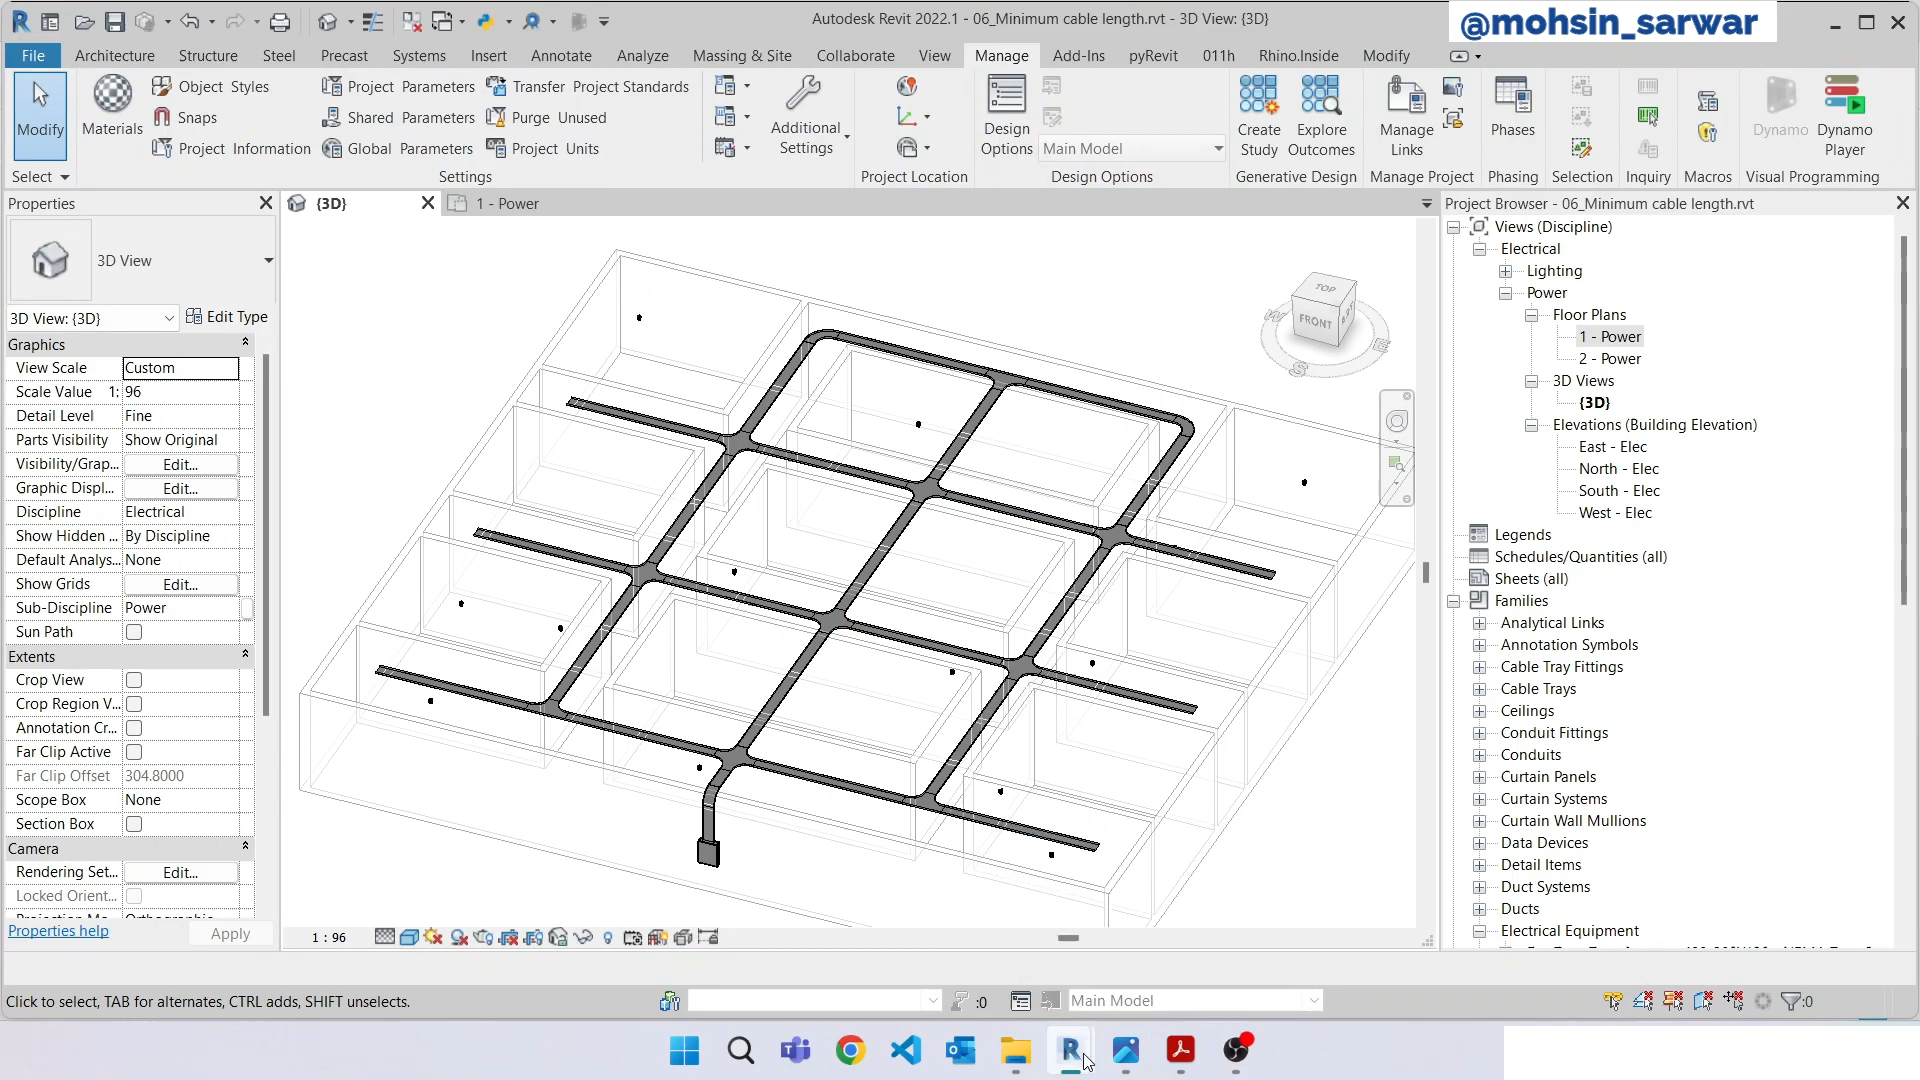 Autodesk Revit 2022.1 - 06_Minimum cable length.rvt - 3D View: {3D}
@mohsin_sarwar
File Architecture Structure Steel Precast Systems Insert Annotate Analyze Massing & Site Collaborate View Manage Add-Ins pyRevit 011h Rhino.Inside Modify
Modify
Materials
Object Styles
Snaps
Project Information
Project Parameters
Shared Parameters
Global Parameters
Transfer Project Standards
Purge Unused
Project Units
Additional
Settings
Design
Options
Main Model
Create
Study
Explore
Outcomes
Manage
Links
Phases
Dynamo
Dynamo
Player
Select
Settings
Project Location
Design Options
Generative Design
Manage Project
Phasing
Selection
Inquiry
Macros
Visual Programming
Properties
3D View
3D View: {3D}
Edit Type
Graphics
View Scale Custom
Scale Value 1: 96
Detail Level Fine
Parts Visibility Show Original
Visibility/Grap... Edit...
Graphic Displ... Edit...
Discipline Electrical
Show Hidden ... By Discipline
Default Analys... None
Show Grids Edit...
Sub-Discipline Power
Sun Path
Extents
Crop View
Crop Region V...
Annotation Cr...
Far Clip Active
Far Clip Offset 304.8000
Scope Box None
Section Box
Camera
Rendering Set... Edit...
Locked Orient...
Properties help
Apply
{3D}
1 - Power
TOP
FRONT
W
S
E
1 : 96
Project Browser - 06_Minimum cable length.rvt
Views (Discipline)
Electrical
Lighting
Power
Floor Plans
1 - Power
2 - Power
3D Views
{3D}
Elevations (Building Elevation)
East - Elec
North - Elec
South - Elec
West - Elec
Legends
Schedules/Quantities (all)
Sheets (all)
Families
Analytical Links
Annotation Symbols
Cable Tray Fittings
Cable Trays
Ceilings
Conduit Fittings
Conduits
Curtain Panels
Curtain Systems
Curtain Wall Mullions
Data Devices
Detail Items
Duct Systems
Ducts
Electrical Equipment
Click to select, TAB for alternates, CTRL adds, SHIFT unselects.
:0
Main Model
:0